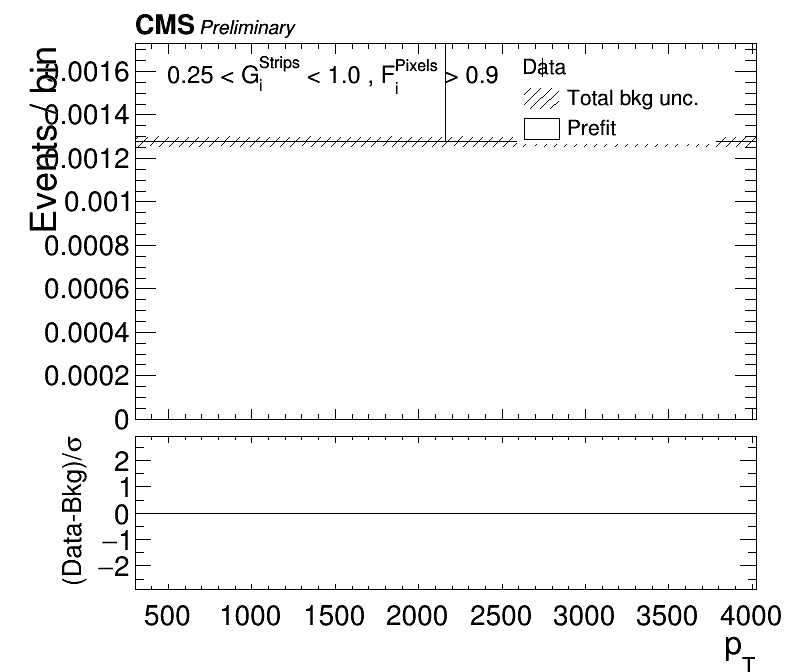 CMS Preliminary
Events / bin
0.25 < G_i^Strips < 1.0 , F_i^Pixels > 0.9
Data
Total bkg unc.
Prefit
0.0016
0.0014
0.0012
0.001
0.0008
0.0006
0.0004
0.0002
0
(Data-Bkg)/σ
2
1
0
−1
−2
500 1000 1500 2000 2500 3000 3500 4000
p_T